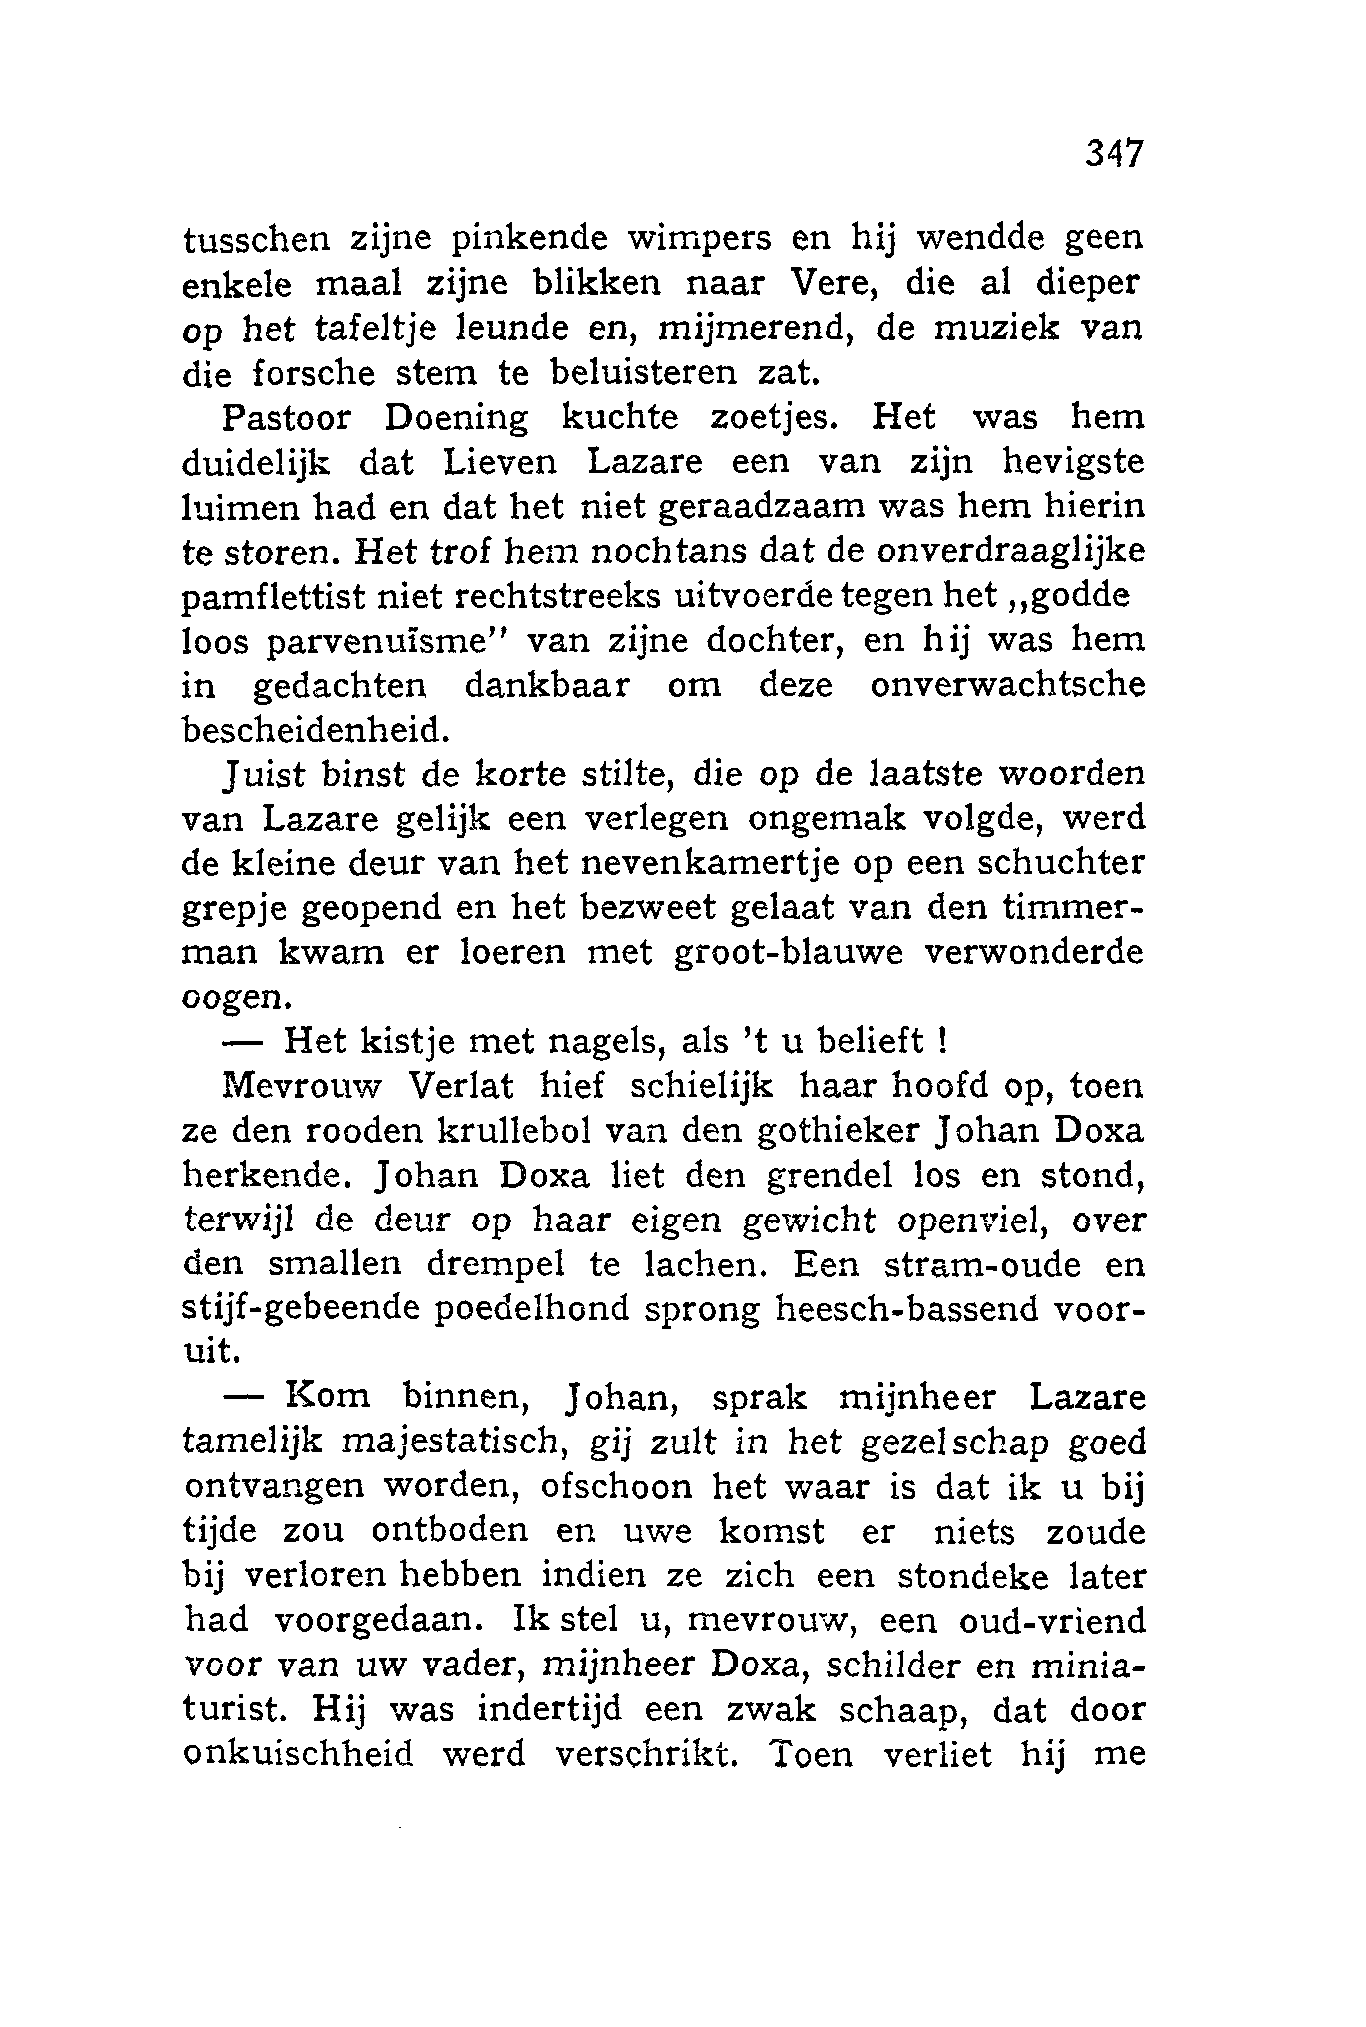 347
tusschen zijne pinkende wimpers en hij wendde geen
enkele maal zijne blikken naar Vere, die al dieper
op het tafeltje leunde en, mijmerend, de muziek van
die forsche stem te beluisteren zat.
Pastoor Doening kuchte zoetjes. Het was hem
duidelijk dat Lieven Lazare een van zijn hevigste
luimen had en dat het niet geraadzaam was hem hierin
te storen. Het trof hem nochtans dat de onverdraaglijke
pamflettist niet rechtstreeks uitvoerde tegen het ,,godde
loos parvenuïsme" van zijne dochter, en hij was hem
in gedachten dankbaar om deze onverwachtsche
bescheidenheid.
Juist binst de korte stilte, die op de laatste woorden
van Lazare gelijk een verlegen ongemak volgde, werd
de kleine deur van het nevenkamertje op een schuchter
grepje geopend en het bezweet gelaat van den timmer-
man kwam er loeren met groot-blauwe verwonderde
oogen.
— Het kistje met nagels, als 't u belieft !
Mevrouw Verlat hief schielijk haar hoofd op, toen
ze den rooden krullebol van den gothieker Johan Doxa
herkende. Johan Doxa liet den grendel los en stond,
terwijl de deur op haar eigen gewicht openviel, over
den smallen drempel te lachen. Een stram-oude en
stijf-gebeende poedelhond sprong heesch-bassend voor-
uit.
— Kom binnen, Johan, sprak mijnheer Lazare
tamelijk majestatisch, gij zult in het gezelschap goed
ontvangen worden, ofschoon het waar is dat ik u bij
tijde zou ontboden en uwe komst er niets zoude
bij verloren hebben indien ze zich een stondeke later
had voorgedaan. Ik stel u, mevrouw, een oud-vriend
voor van uw vader, mijnheer Doxa, schilder en minia-
turist. Hij was indertijd een zwak schaap, dat door
onkuischheid werd verschrikt. Toen verliet hij me